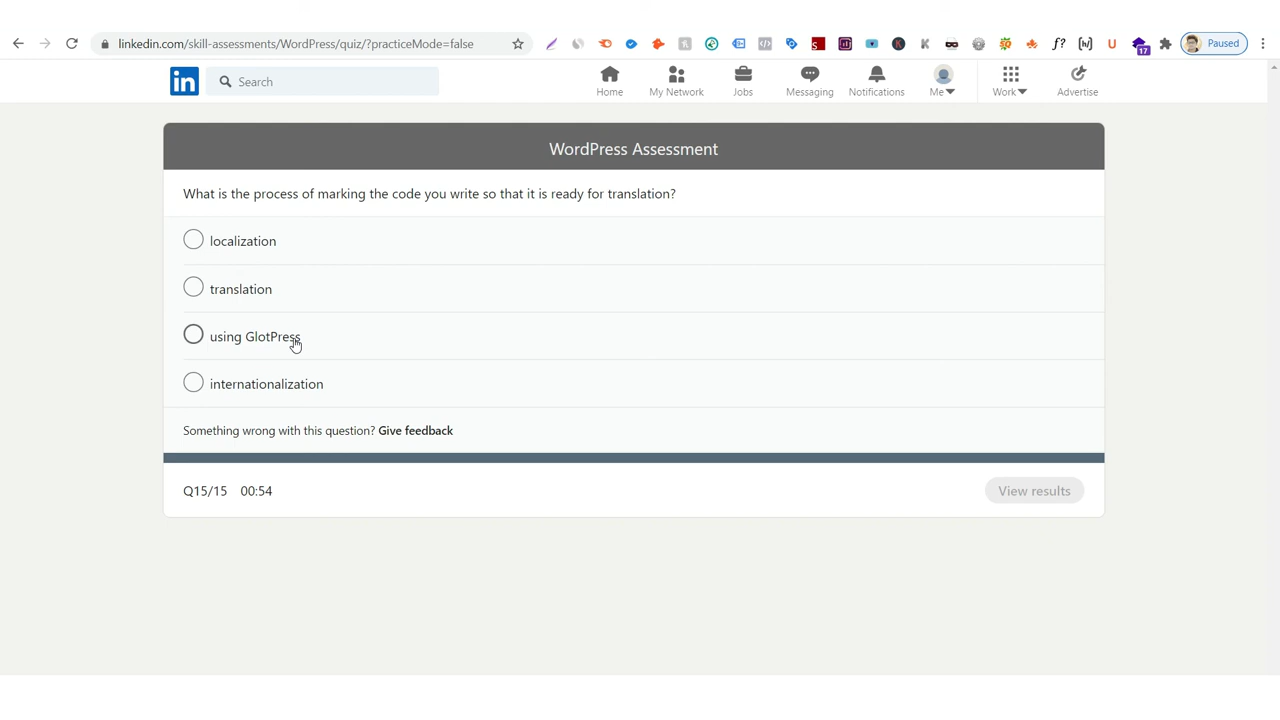 linkedin.com/skill-assessments/WordPress/quiz/?practiceMode=false
17
Paused
in
Search
Home
My Network
Jobs
Messaging
Notifications
Me
Work
Advertise
WordPress Assessment
What is the process of marking the code you write so that it is ready for translation?
localization
translation
using GlotPress
internationalization
Something wrong with this question? Give feedback
Q15/15 00:54
View results